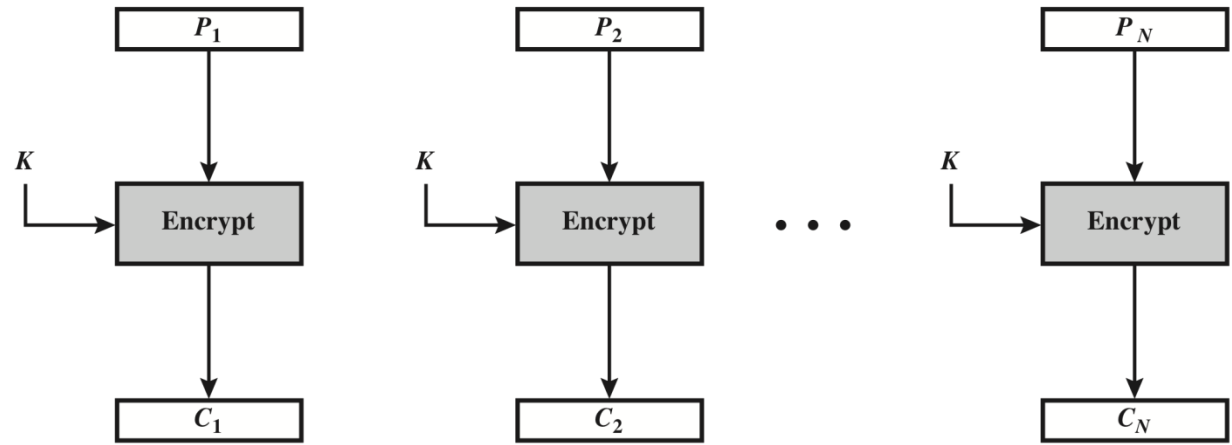 P1 P2 PN
K K K
Encrypt Encrypt • • • Encrypt
C1 C2 CN